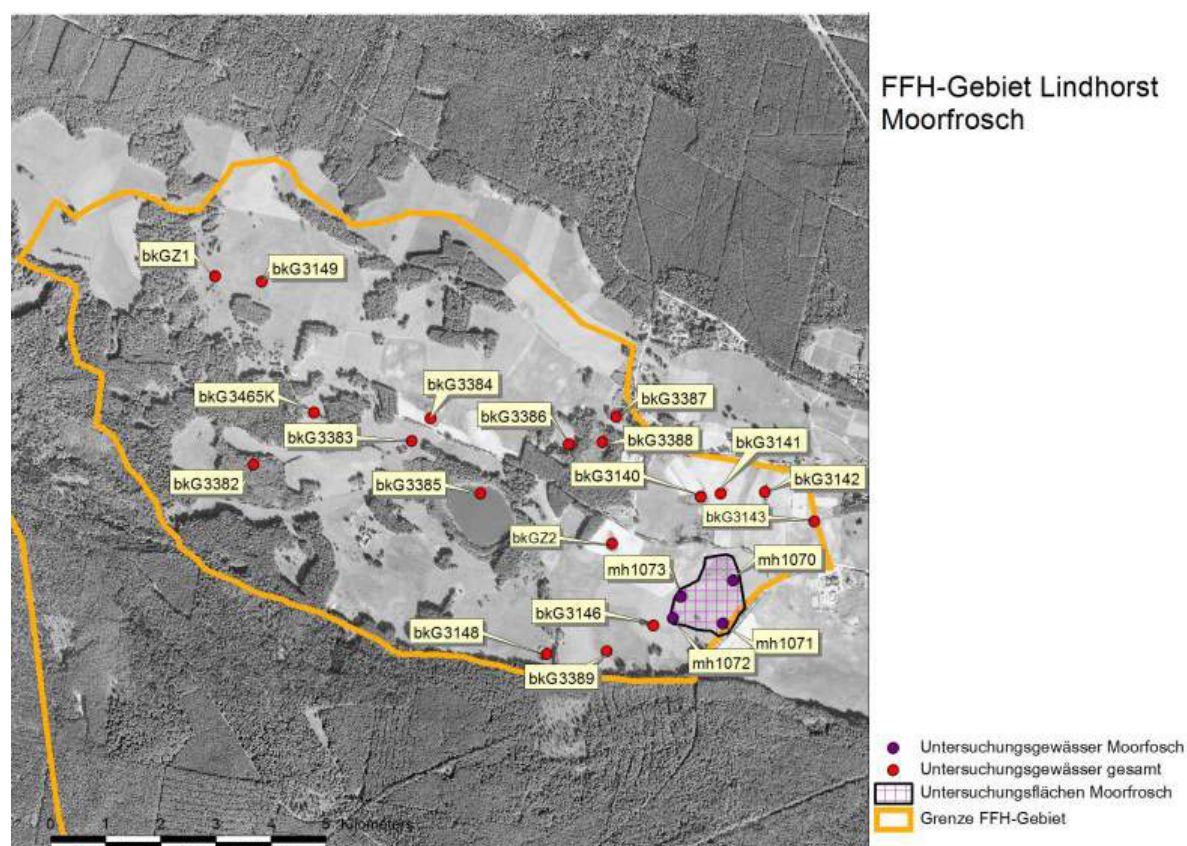 FFH-Gebiet Lindhorst
Moorfrosch
bkGZ1
bkG3149
bkG3465K
bkG3384
bkG3387
bkG3386
bkG3383
bkG3388
bkG3141
bkG3140
bkG3382
bkG3385
bkG3142
bkG3143
bkGZ2
mh1073
mh1070
bkG3146
bkG3148
mh1071
mh1072
bkG3389
Untersuchungsgewässer Moorfosch
Untersuchungsgewässer gesamt
Untersuchungsflächen Moorfrosch
Grenze FFH-Gebiet
0 1 2 3 4 5 Kilometers